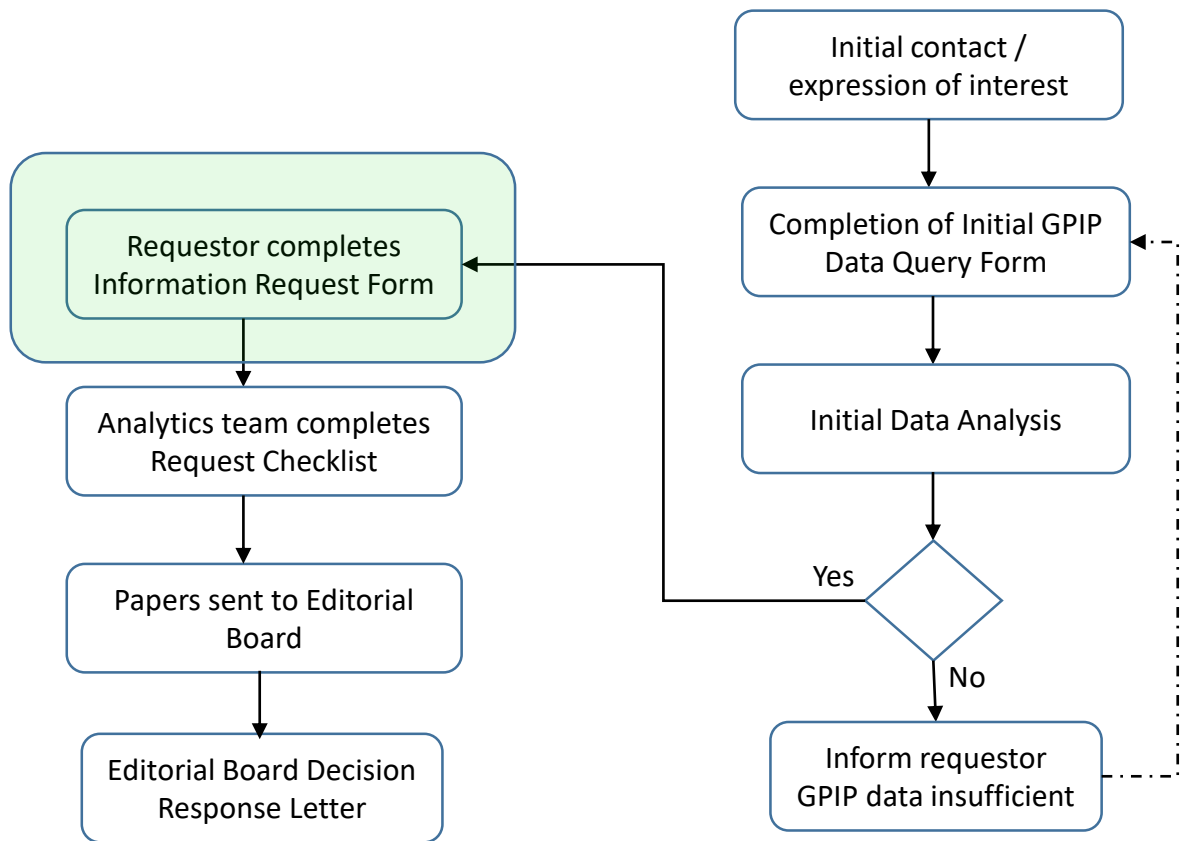 Initial contact /
expression of interest
Completion of Initial GPIP
Data Query Form
Initial Data Analysis
Yes
No
Inform requestor
GPIP data insufficient
Requestor completes
Information Request Form
Analytics team completes
Request Checklist
Papers sent to Editorial
Board
Editorial Board Decision
Response Letter